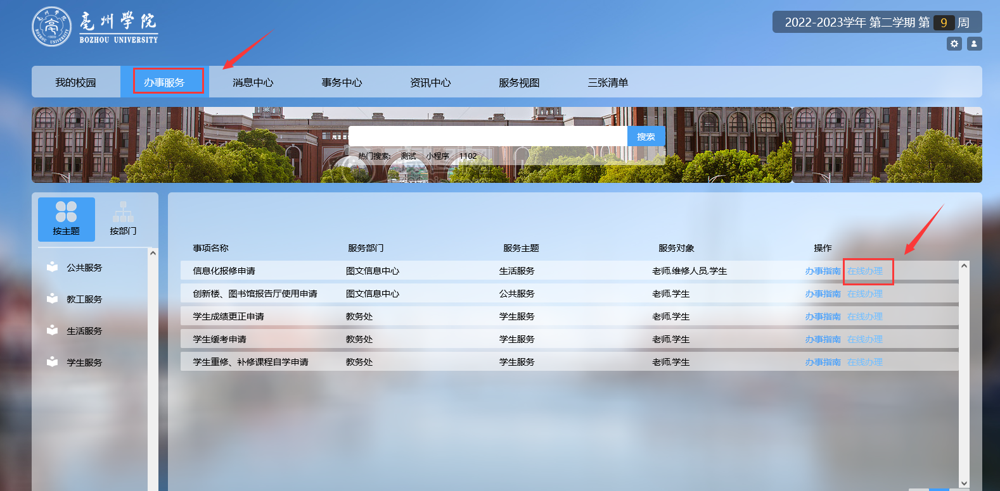 亳州學院
BOZHOU UNIVERSITY
2022-2023学年 第二学期 第 9 周
我的校园 办事服务 消息中心 事务中心 资讯中心 服务视图 三张清单
搜索
热门搜索: 测试 小程序 1102
按主题 按部门
公共服务
教工服务
生活服务
学生服务
事项名称 服务部门 服务主题 服务对象 操作
信息化报修申请 图文信息中心 生活服务 老师,维修人员,学生 办事指南 在线办理
创新楼、图书馆报告厅使用申请 图文信息中心 公共服务 老师,学生 办事指南 在线办理
学生成绩更正申请 教务处 学生服务 老师,学生 办事指南 在线办理
学生缓考申请 教务处 学生服务 老师,学生 办事指南 在线办理
学生重修、补修课程自学申请 教务处 学生服务 老师,学生 办事指南 在线办理